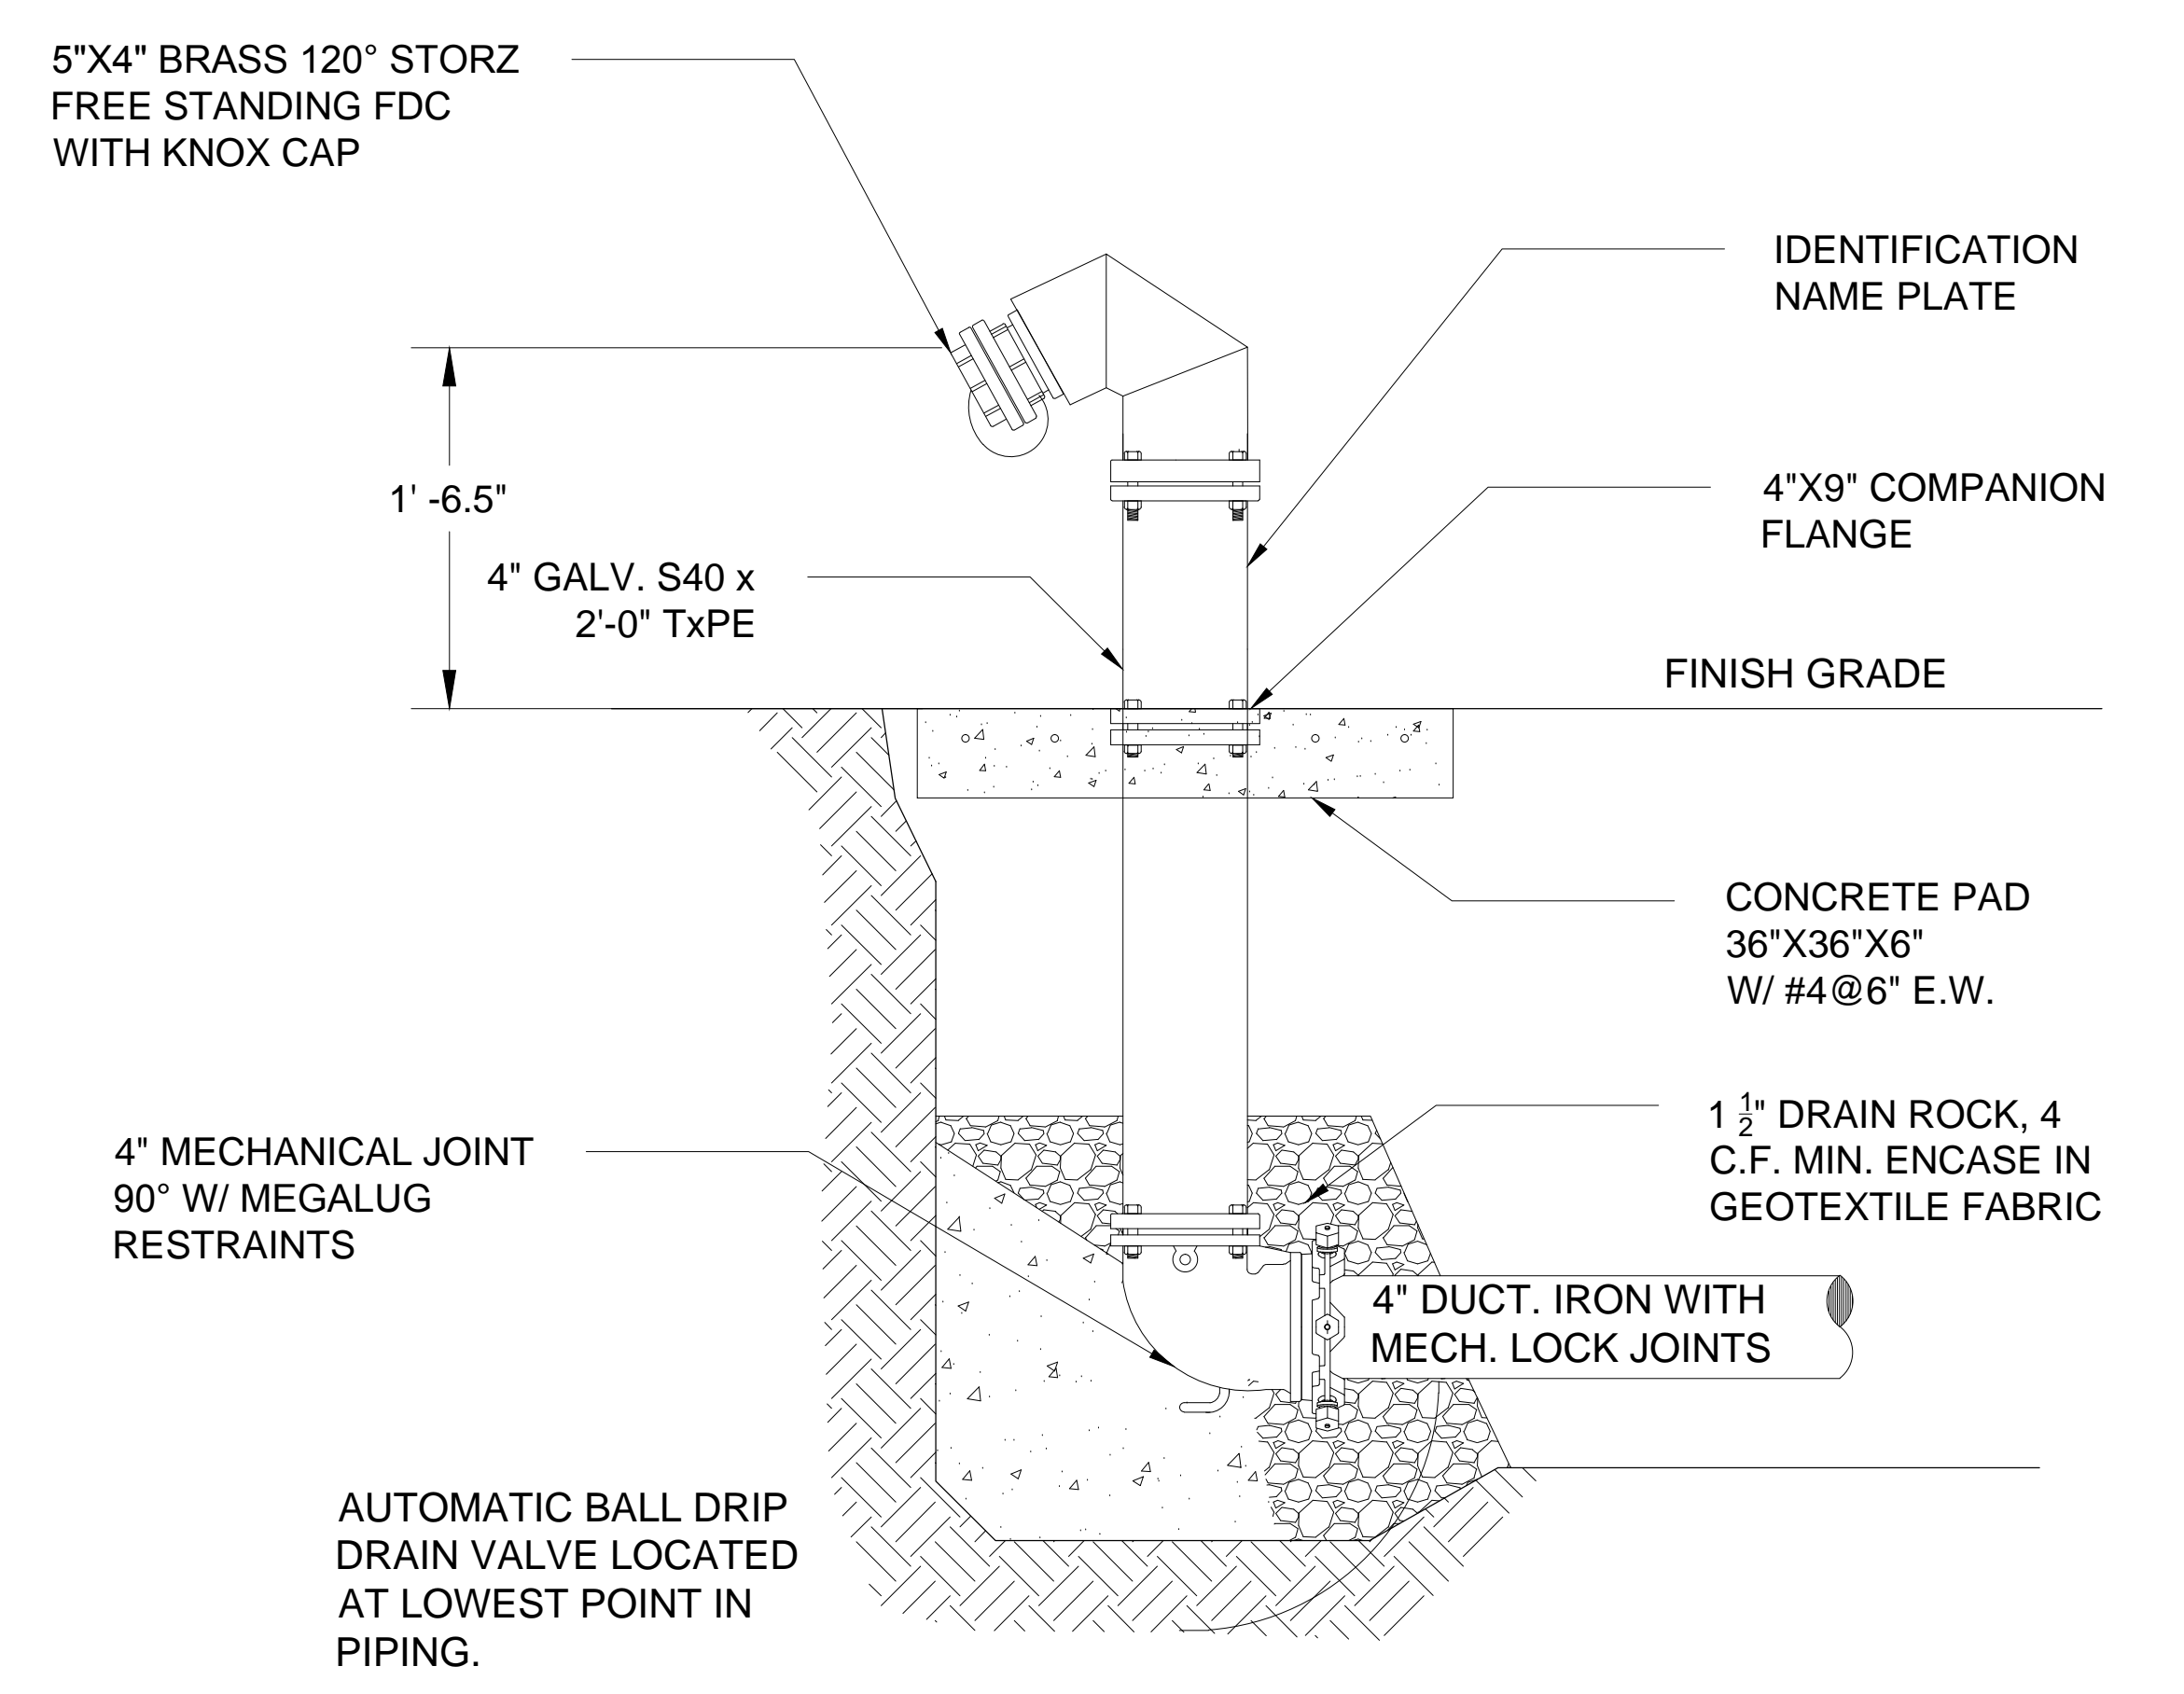 5"X4" BRASS 120° STORZ
FREE STANDING FDC
WITH KNOX CAP
IDENTIFICATION
NAME PLATE
1' -6.5"
4"X9" COMPANION
FLANGE
4" GALV. S40 x
2'-0" TxPE
FINISH GRADE
CONCRETE PAD
36"X36"X6"
W/ #4@6" E.W.
1 1/2" DRAIN ROCK, 4
C.F. MIN. ENCASE IN
GEOTEXTILE FABRIC
4" MECHANICAL JOINT
90° W/ MEGALUG
RESTRAINTS
4" DUCT. IRON WITH
MECH. LOCK JOINTS
AUTOMATIC BALL DRIP
DRAIN VALVE LOCATED
AT LOWEST POINT IN
PIPING.